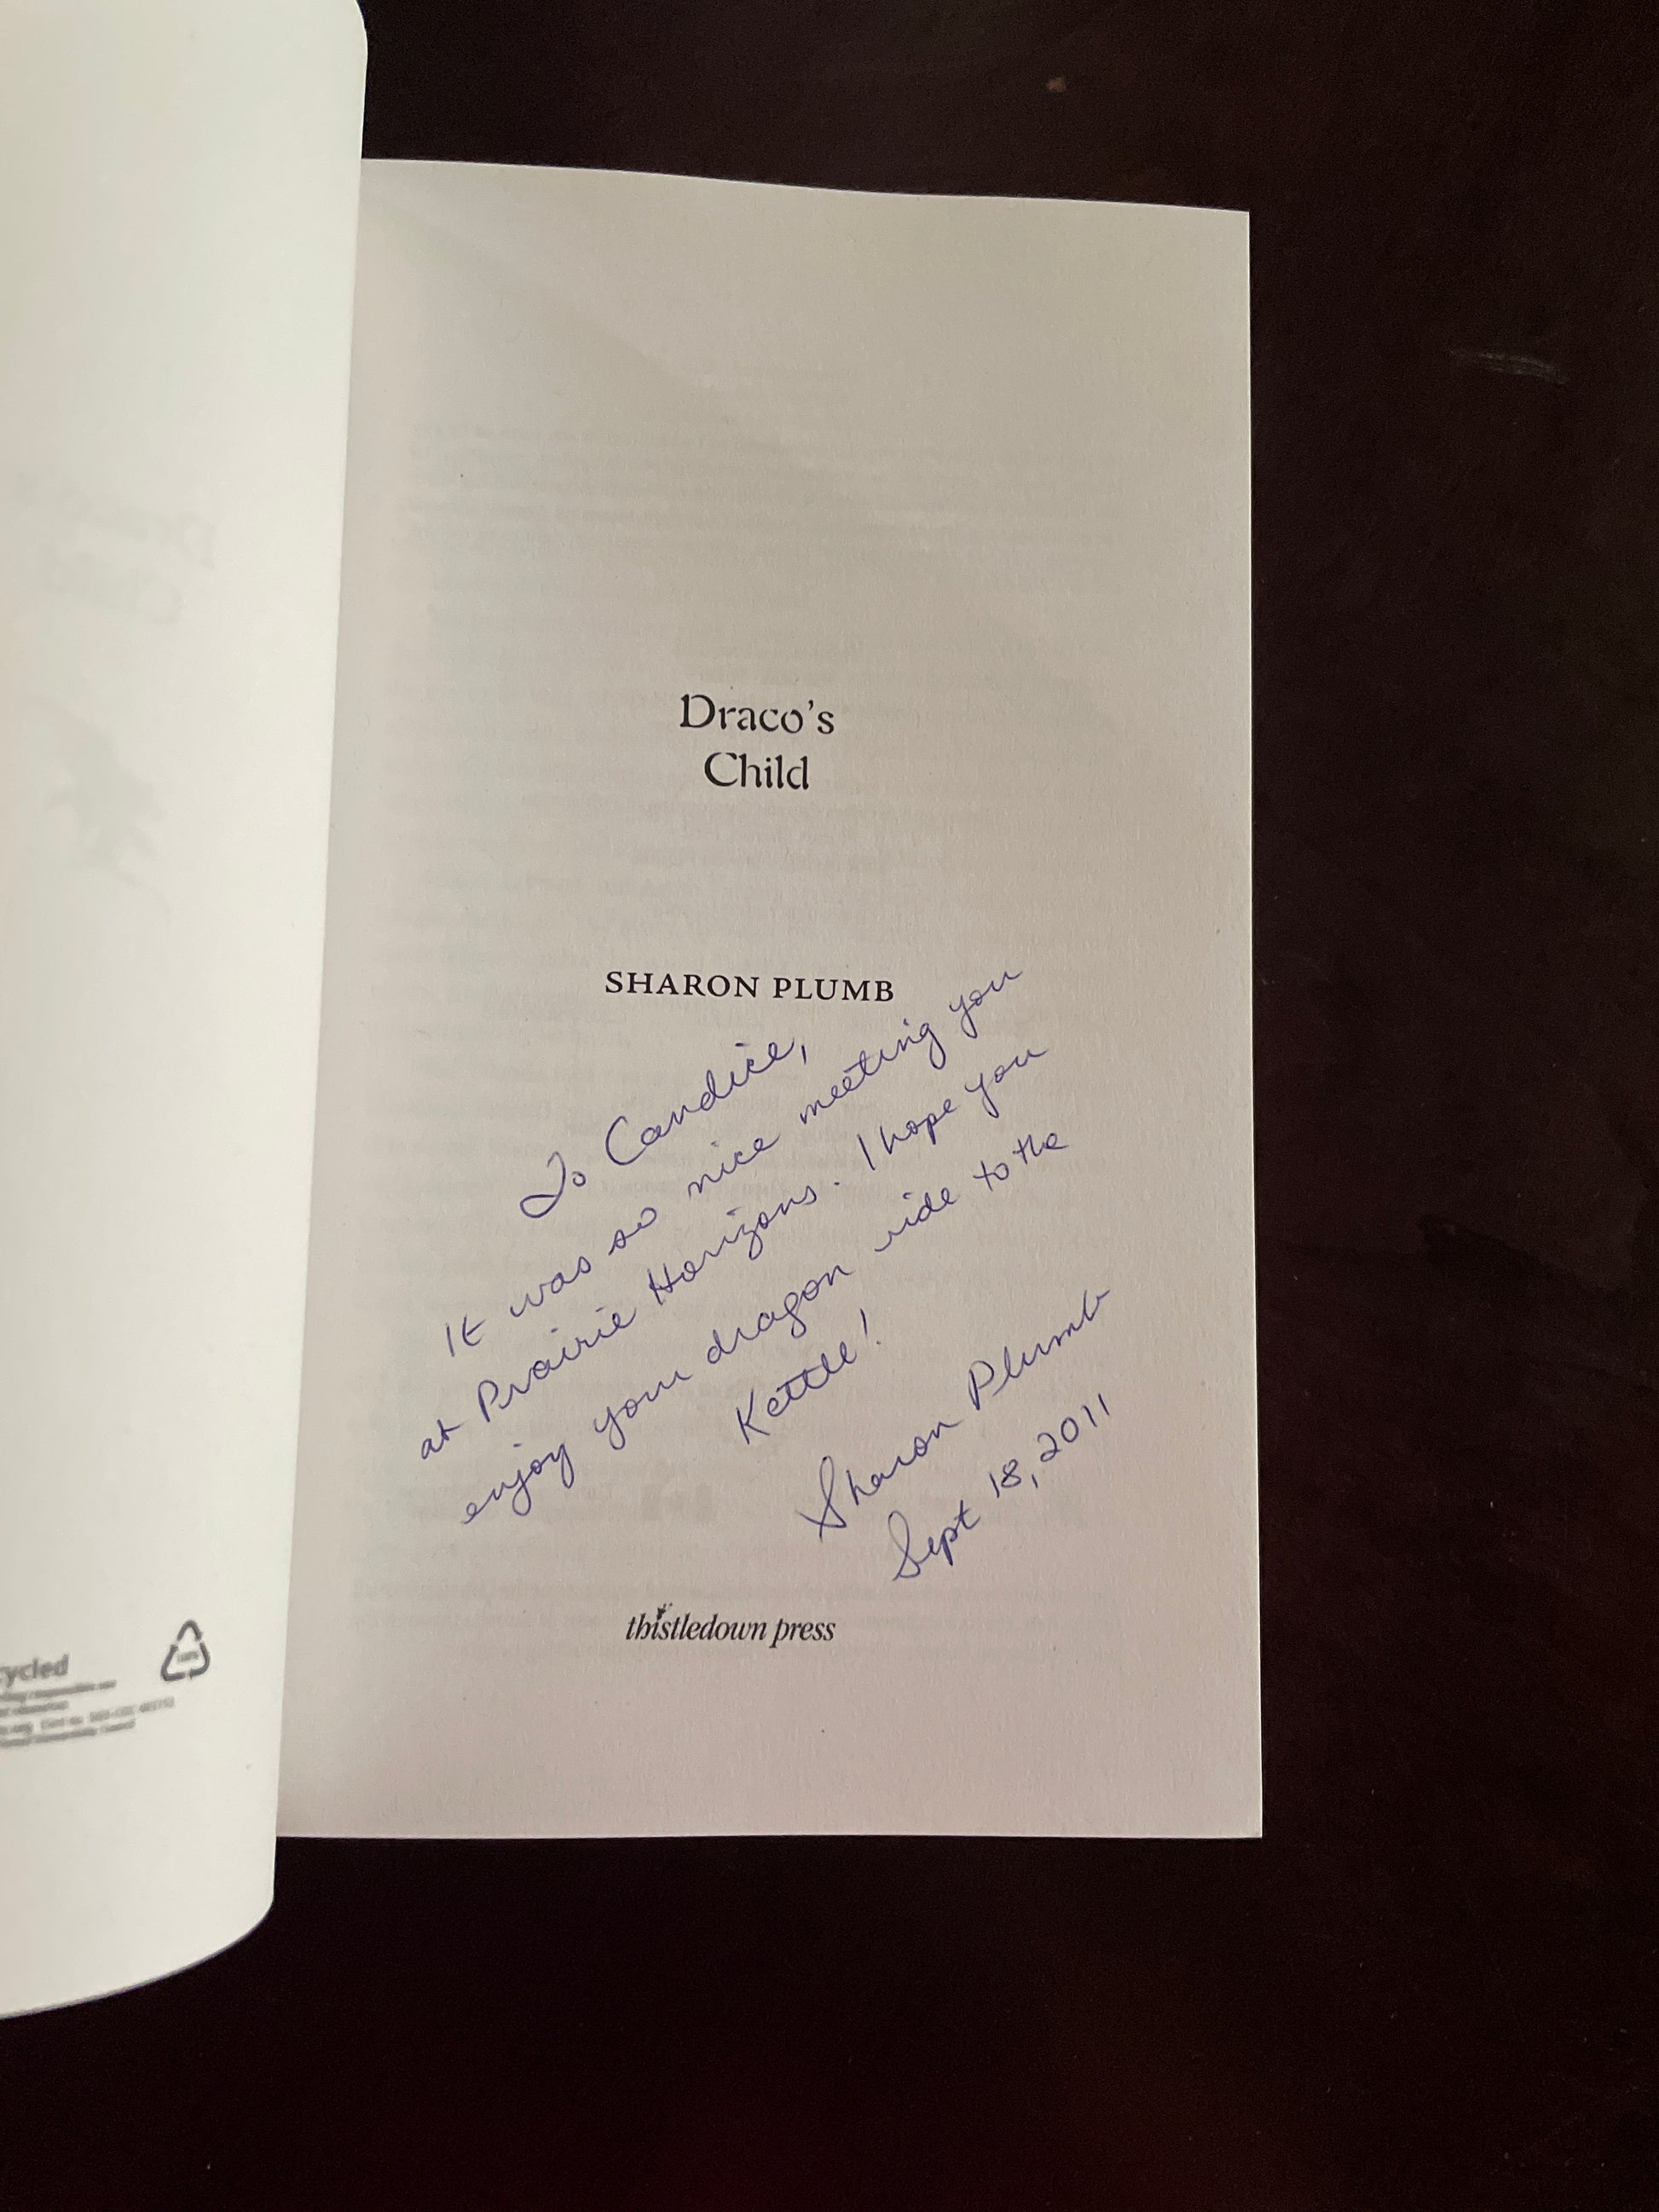 Draco's
Child
SHARON PLUMB
To Candice,
It was so nice meeting you
at Prairie Horizons. I hope you
enjoy your dragon ride to the
Kettle!
Sharon Plumb
Sept 18, 2011
thistledown press
ycled